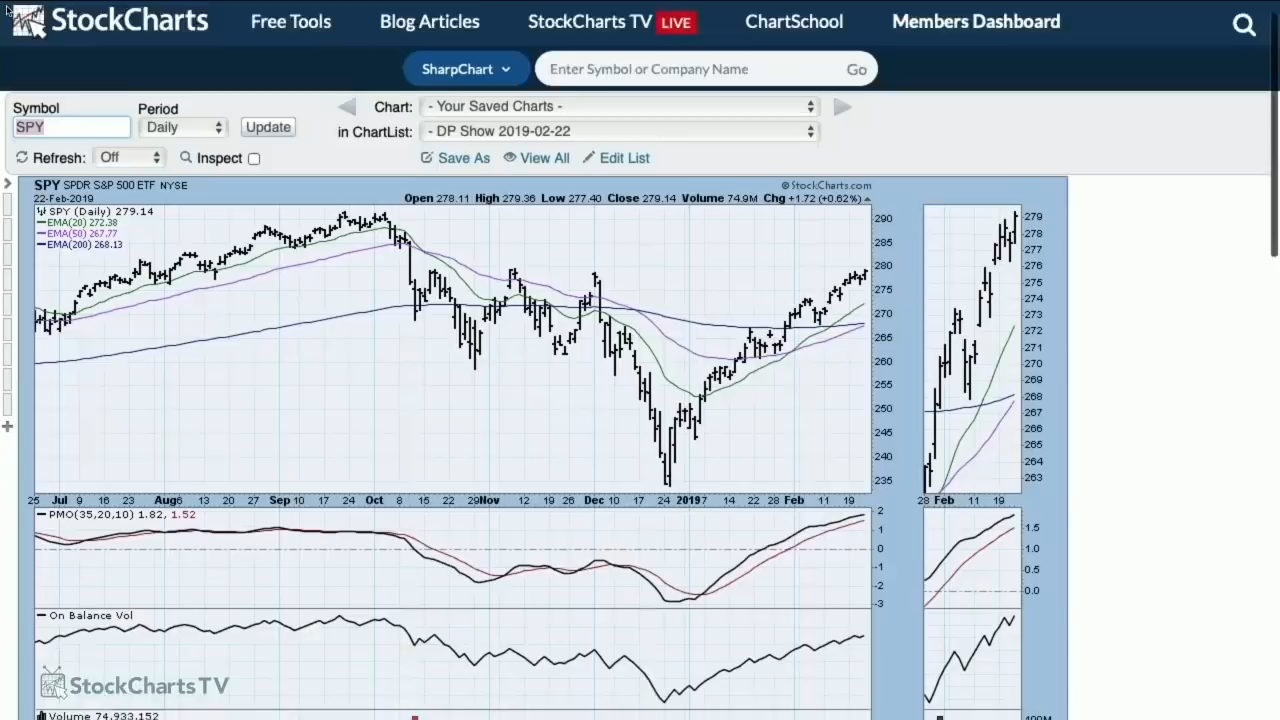 StockCharts Free Tools Blog Articles StockCharts TV LIVE ChartSchool Members Dashboard
SharpChart Enter Symbol or Company Name Go
Symbol Period Chart: - Your Saved Charts -
SPY Daily Update in ChartList: - DP Show 2019-02-22
Refresh: Off Inspect Save As View All Edit List
SPY SPDR S&P 500 ETF NYSE ©StockCharts.com
22-Feb-2019 Open 278.11 High 279.36 Low 277.40 Close 279.14 Volume 74.9M Chg +1.72 (+0.62%)
SPY (Daily) 279.14
EMA(20) 272.38
EMA(50) 267.77
EMA(200) 268.13
290
285
280
275
270
265
260
255
250
245
240
235
279
278
277
276
275
274
273
272
271
270
269
268
267
266
265
264
263
25 Jul 9 16 23 Aug6 13 20 27 Sep 10 17 24 Oct 8 15 22 29Nov 12 19 26 Dec 10 17 24 20197 14 22 28 Feb 11 19
28 Feb 11 19
PMO(35,20,10) 1.82, 1.52
2
1
0
-1
-2
-3
1.5
1.0
0.5
0.0
On Balance Vol
StockChartsTV
Volume 74,933,152
400M